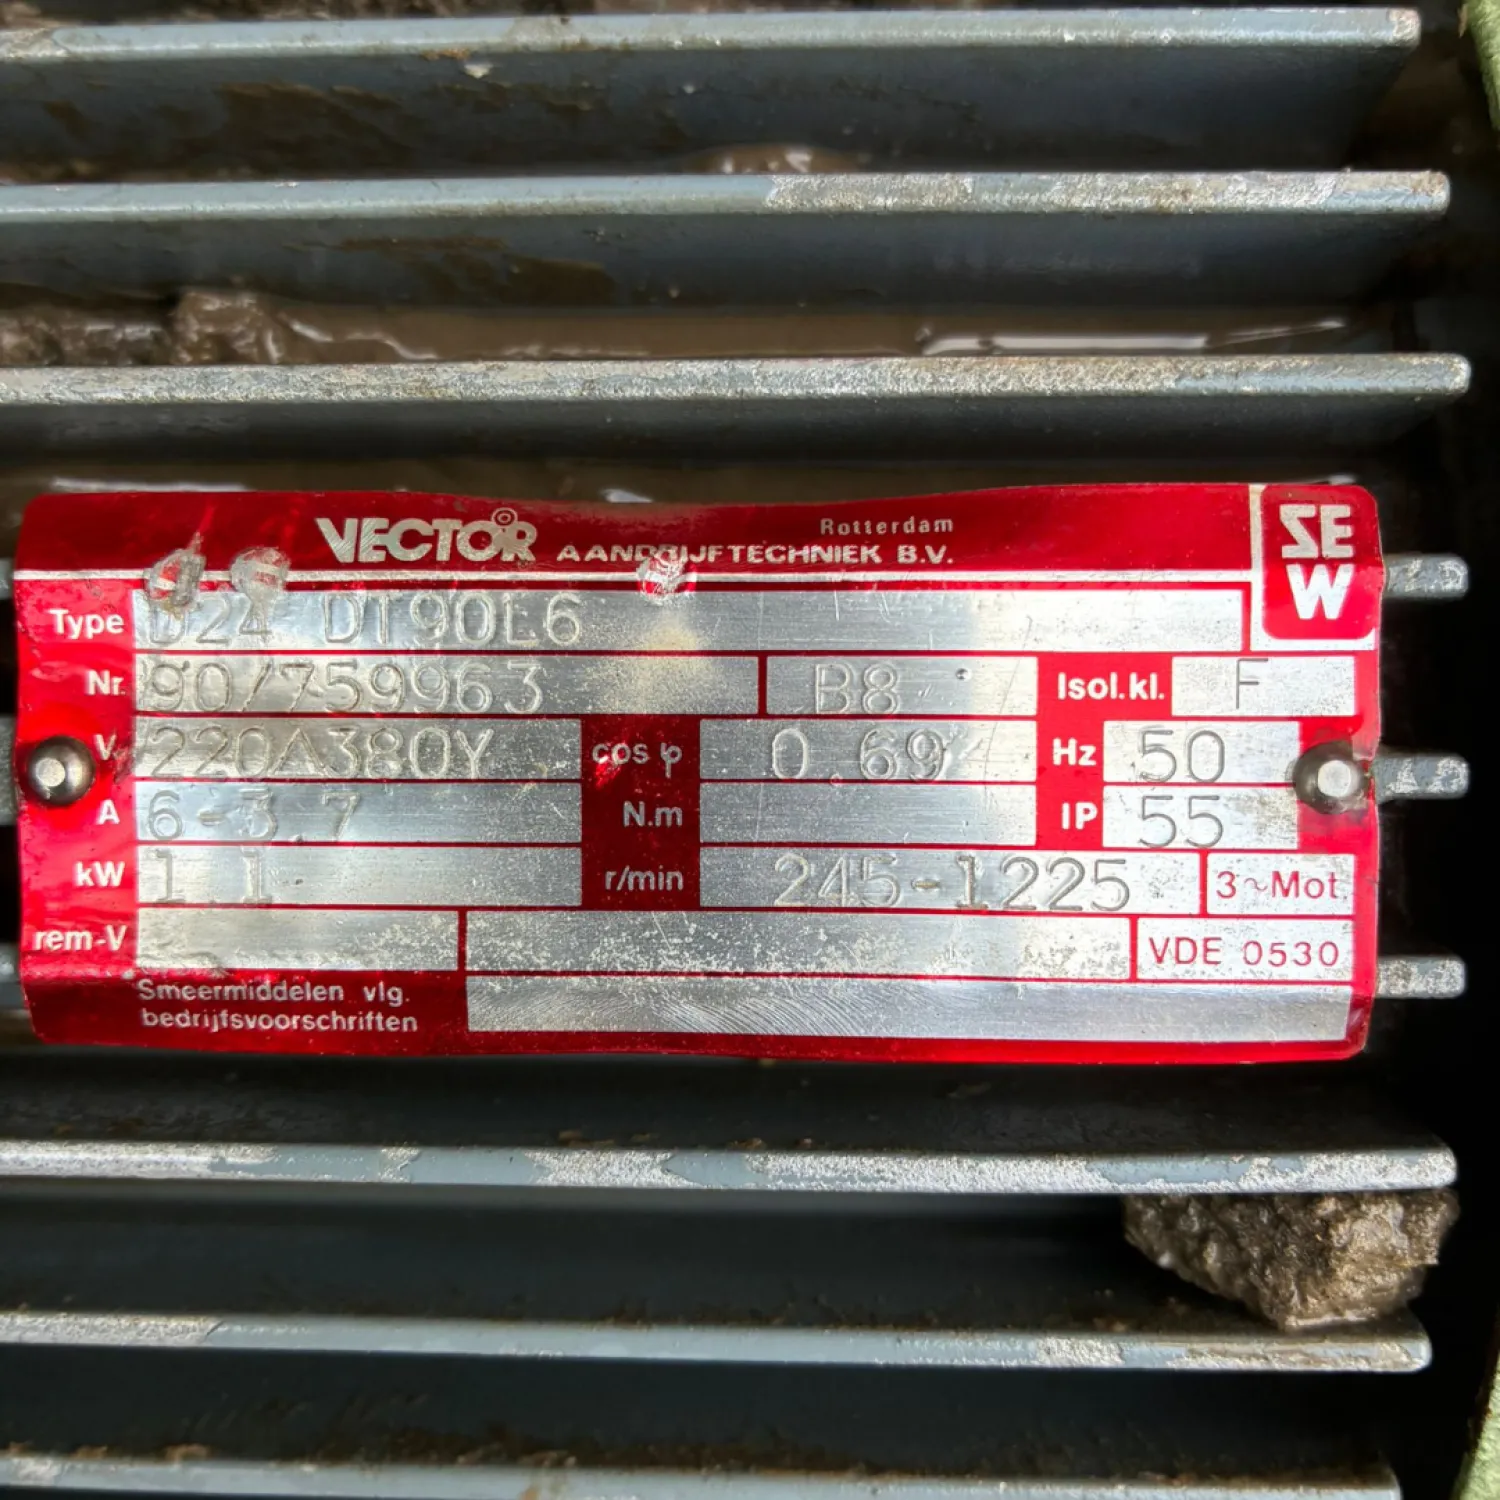 VECTOR Rotterdam
AANDRIJFTECHNIEK B.V.
SEW
Type D24 DT90L6
Nr. 90/759963 B8 Isol.kl. F
V 220Δ380Y cos φ 0.69 Hz 50
A 6-3.7 N.m IP 55
kW 1.1 r/min 245-1225 3~Mot.
rem-V VDE 0530
Smeermiddelen vlg.
bedrijfsvoorschriften